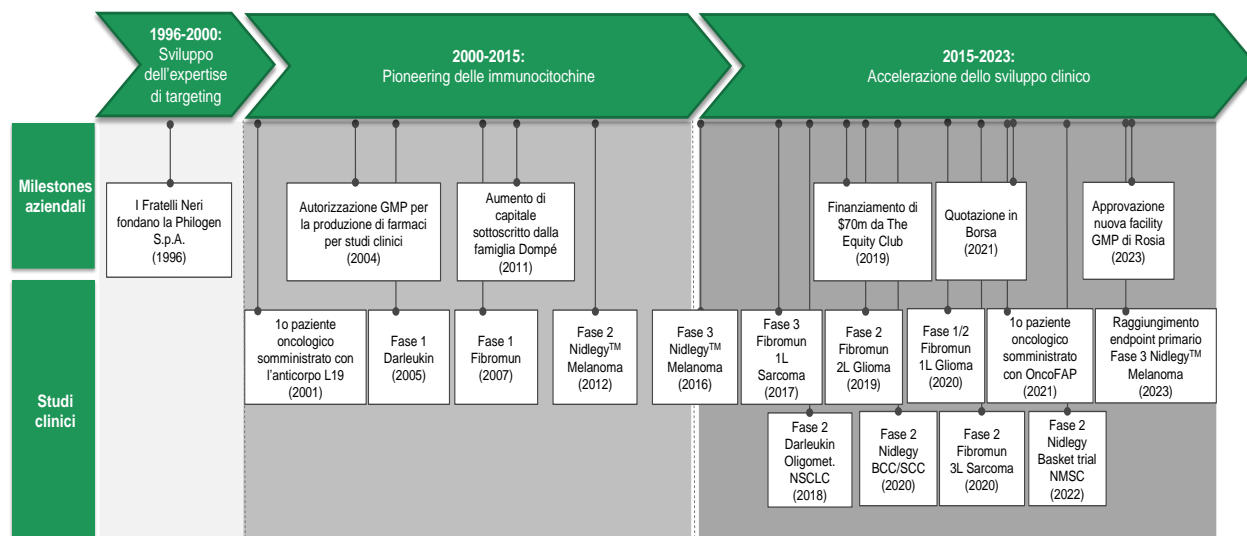 1996-2000:
Sviluppo
dell'expertise
di targeting
2000-2015:
Pioneering delle immunocitochine
2015-2023:
Accelerazione dello sviluppo clinico
Milestones
aziendali
I Fratelli Neri
fondano la Philogen
S.p.A.
(1996)
Autorizzazione GMP per
la produzione di farmaci
per studi clinici
(2004)
Aumento di
capitale
sottoscritto dalla
famiglia Dompé
(2011)
Finanziamento di
$70m da The
Equity Club
(2019)
Quotazione in
Borsa
(2021)
Approvazione
nuova facility
GMP di Rosia
(2023)
Studi
clinici
1o paziente
oncologico
somministrato con
l'anticorpo L19
(2001)
Fase 1
Darleukin
(2005)
Fase 1
Fibromun
(2007)
Fase 2
Nidlegy™
Melanoma
(2012)
Fase 3
Nidlegy™
Melanoma
(2016)
Fase 3
Fibromun
1L
Sarcoma
(2017)
Fase 2
Fibromun
2L Glioma
(2019)
Fase 1/2
Fibromun
1L Glioma
(2020)
1o paziente
oncologico
somministrato
con OncoFAP
(2021)
Raggiungimento
endpoint primario
Fase 3 Nidlegy™
Melanoma
(2023)
Fase 2
Darleukin
Oligomet.
NSCLC
(2018)
Fase 2
Nidlegy
BCC/SCC
(2020)
Fase 2
Fibromun
3L Sarcoma
(2020)
Fase 2
Nidlegy
Basket trial
NMSC
(2022)